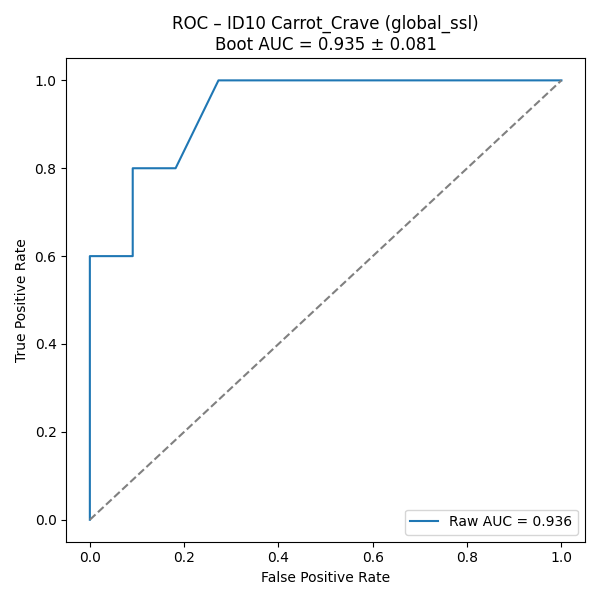 ROC – ID10 Carrot_Crave (global_ssl)
Boot AUC = 0.935 ± 0.081
True Positive Rate
1.0
0.8
0.6
0.4
0.2
0.0
0.0 0.2 0.4 0.6 0.8 1.0
False Positive Rate
Raw AUC = 0.936